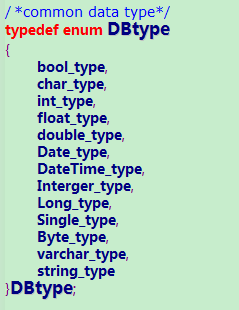 / *common data type*/
typedef enum DBtype
{
bool_type,
char_type,
int_type,
float_type,
double_type,
Date_type,
DateTime_type,
Interger_type,
Long_type,
Single_type,
Byte_type,
varchar_type,
string_type
}DBtype;